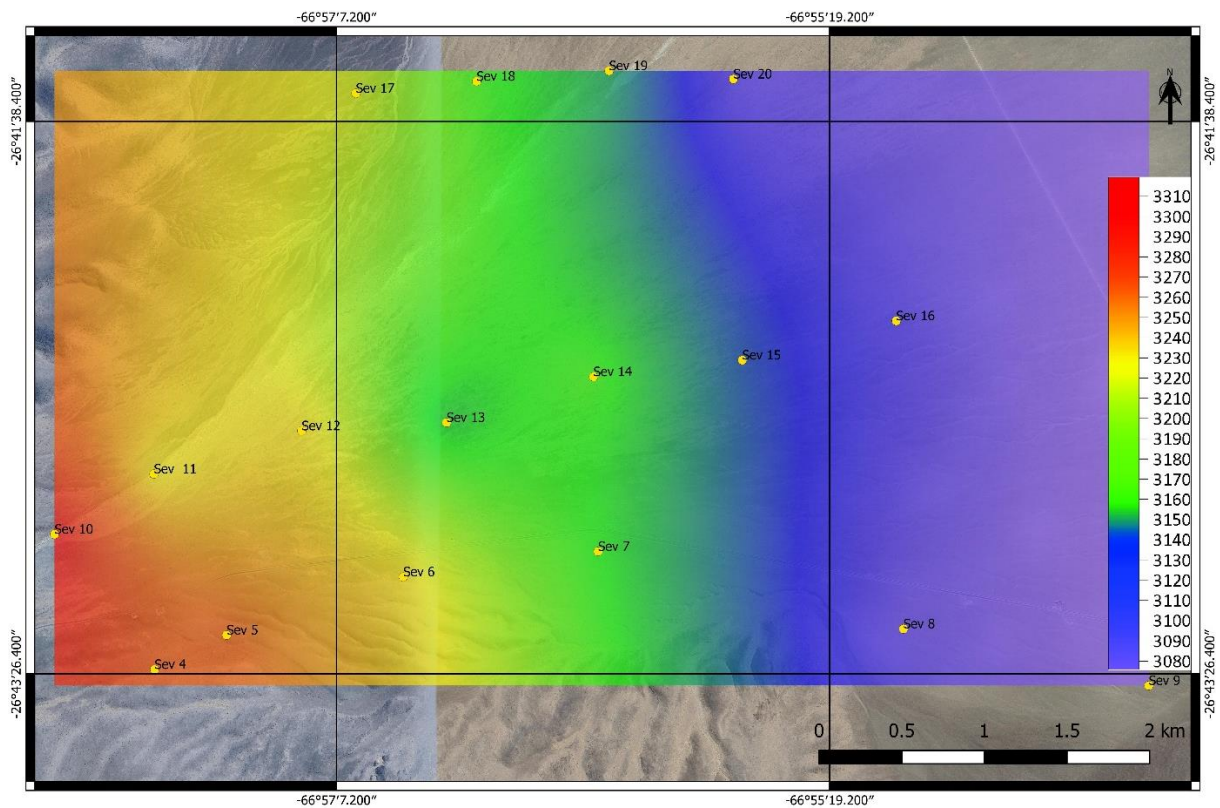 -66°57'7.200" -66°55'19.200"
-26°41'38.400" -26°41'38.400"
N
Sev 17
Sev 18
Sev 19
Sev 20
Sev 16
Sev 15
Sev 14
Sev 13
Sev 12
Sev  11
Sev 10
Sev 7
Sev 6
Sev 5
Sev 4
Sev 8
Sev 9
3310
3300
3290
3280
3270
3260
3250
3240
3230
3220
3210
3200
3190
3180
3170
3160
3150
3140
3130
3120
3110
3100
3090
3080
-26°43'26.400" -26°43'26.400"
0 0.5 1 1.5 2 km
-66°57'7.200" -66°55'19.200"